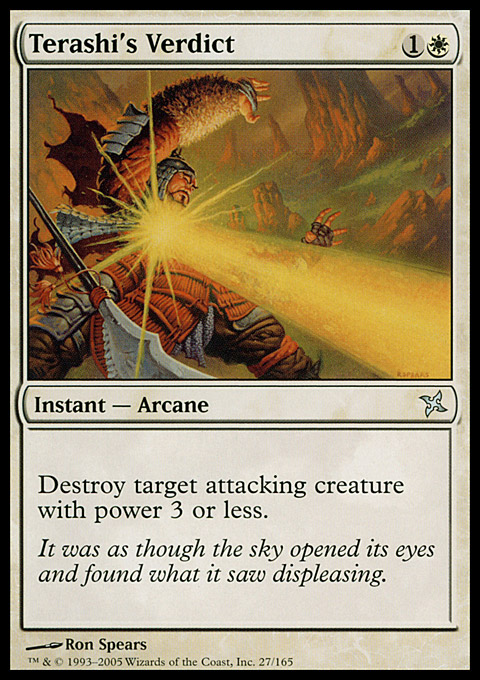 Terashi's Verdict 1
R.SPEARS
Instant — Arcane
Destroy target attacking creature
with power 3 or less.
It was as though the sky opened its eyes
and found what it saw displeasing.
Ron Spears
™ & © 1993–2005 Wizards of the Coast, Inc. 27/165